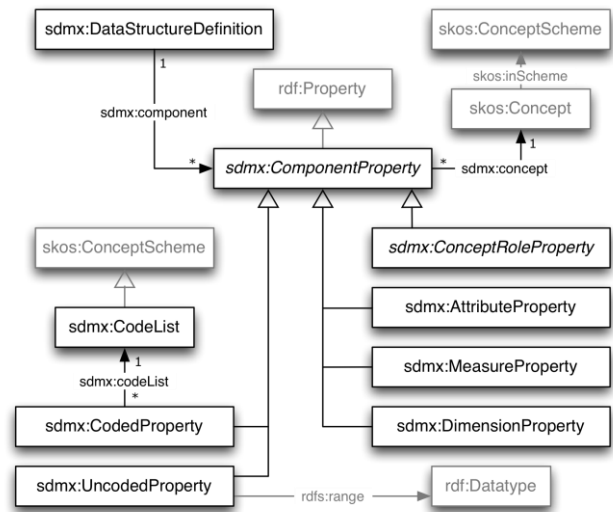 sdmx:DataStructureDefinition
skos:ConceptScheme
1
skos:inScheme
rdf:Property
skos:Concept
sdmx:component
1
*
sdmx:ComponentProperty
*
sdmx:concept
skos:ConceptScheme
sdmx:ConceptRoleProperty
sdmx:CodeList
sdmx:AttributeProperty
1
sdmx:codeList
*
sdmx:MeasureProperty
sdmx:CodedProperty
sdmx:DimensionProperty
sdmx:UncodedProperty
rdfs:range
rdf:Datatype